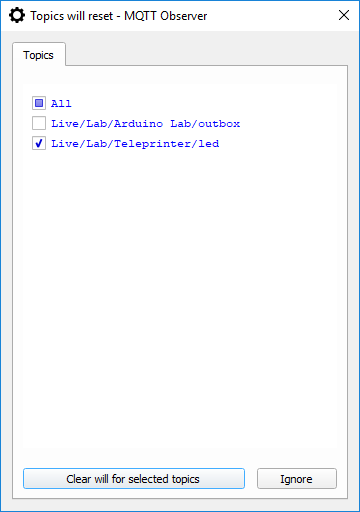 Topics will reset - MQTT Observer
Topics
All
Live/Lab/Arduino Lab/outbox
Live/Lab/Teleprinter/led
Clear will for selected topics
Ignore